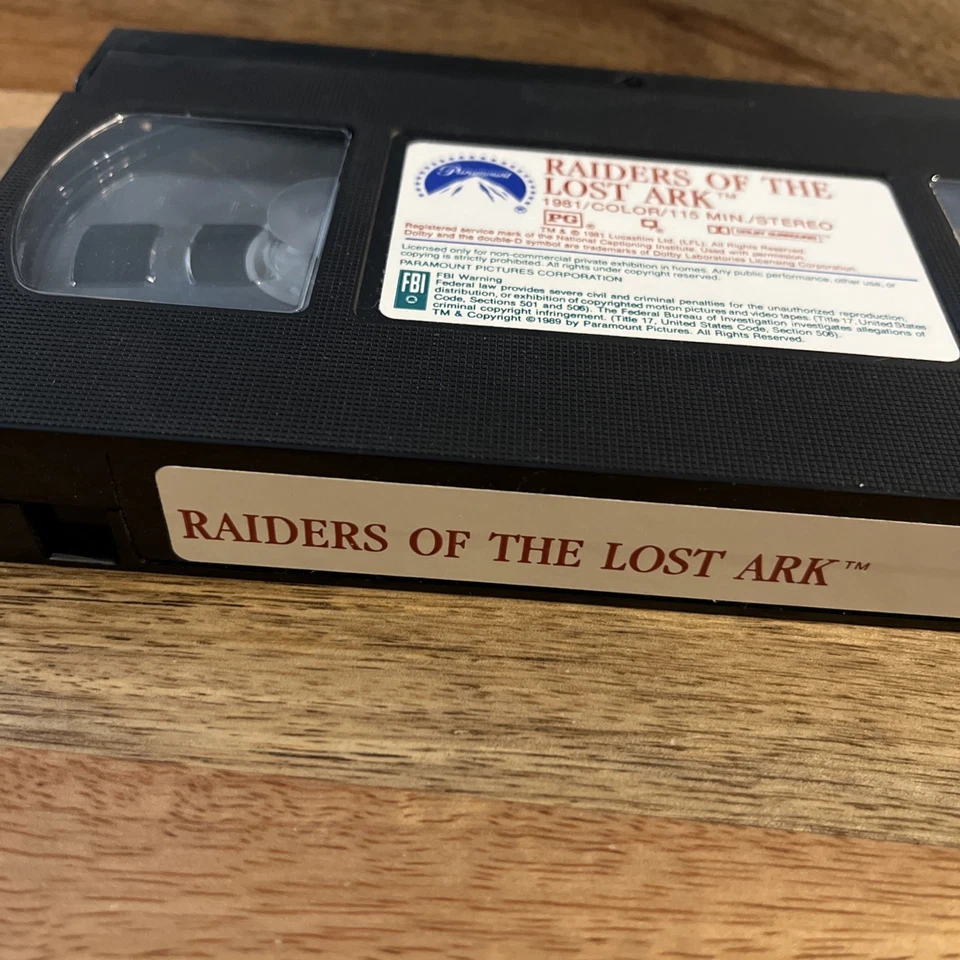 Paramount
®
RAIDERS OF THE
LOST ARK™
1981/COLOR/115 MIN./STEREO
PG ® DOLBY SURROUND
TM & © 1981 Lucasfilm Ltd. (LFL). All Rights Reserved.
Registered service mark of the National Captioning Institute. Used with permission.
Dolby and the double-D symbol are trademarks of Dolby Laboratories Licensing Corporation.
Licensed only for non-commercial private exhibition in homes. Any public performance, other use, or
copying is strictly prohibited. All rights under copyright reserved.
PARAMOUNT PICTURES CORPORATION
FBI
FBI Warning
Federal law provides severe civil and criminal penalties for the unauthorized reproduction,
distribution, or exhibition of copyrighted motion pictures and video tapes. (Title 17, United States
Code, Sections 501 and 506). The Federal Bureau of Investigation investigates allegations of
criminal copyright infringement. (Title 17, United States Code, Section 506).
TM & Copyright ©1989 by Paramount Pictures. All Rights Reserved.
RAIDERS OF THE LOST ARK™